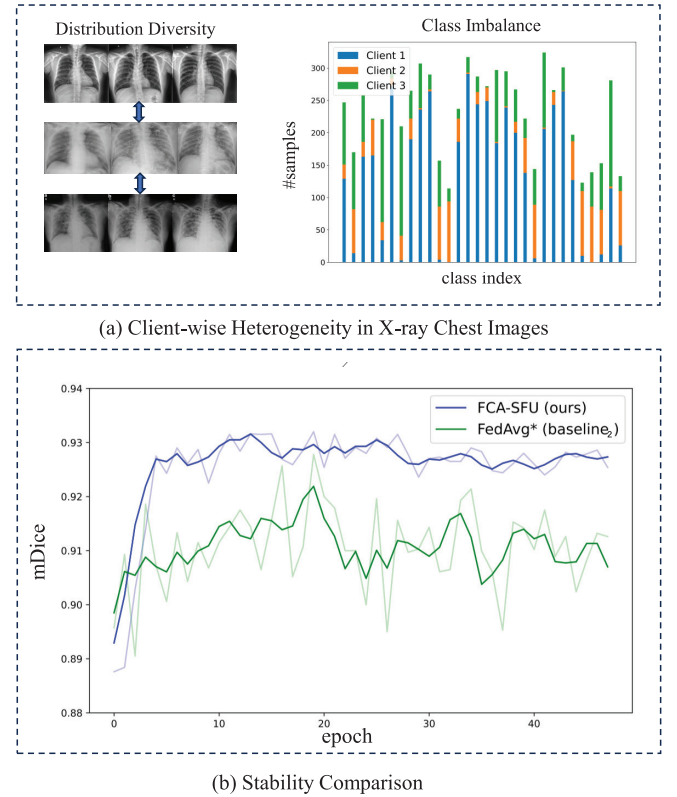 Distribution Diversity
Class Imbalance
Client 1
Client 2
Client 3
300
250
200
150
100
50
0
#samples
class index
(a) Client-wise Heterogeneity in X-ray Chest Images
0.94
0.93
0.92
0.91
0.90
0.89
0.88
mDice
FCA-SFU (ours)
FedAvg* (baseline₂)
0 10 20 30 40
epoch
(b) Stability Comparison